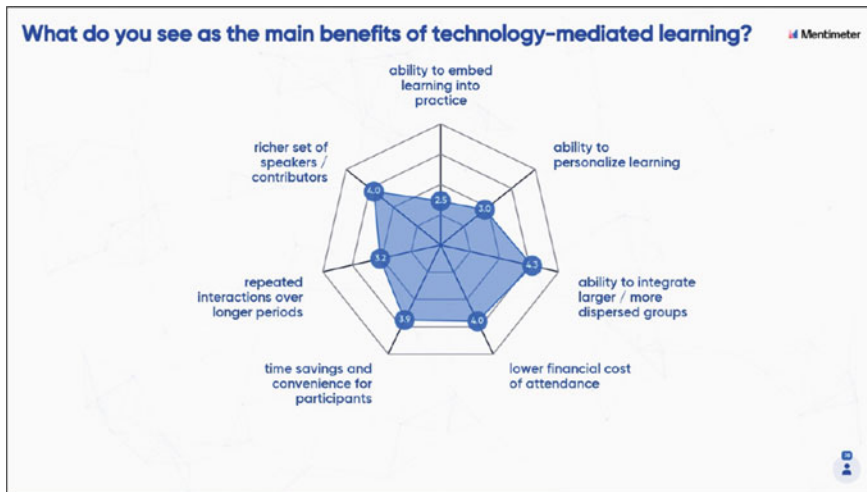 What do you see as the main benefits of technology-mediated learning?
Mentimeter
ability to embed
learning into
practice
richer set of
speakers /
contributors
ability to
personalize learning
4.0
2.5
3.0
repeated
interactions over
longer periods
3.2
4.3
ability to integrate
larger / more
dispersed groups
3.9
4.0
time savings and
convenience for
participants
lower financial cost
of attendance